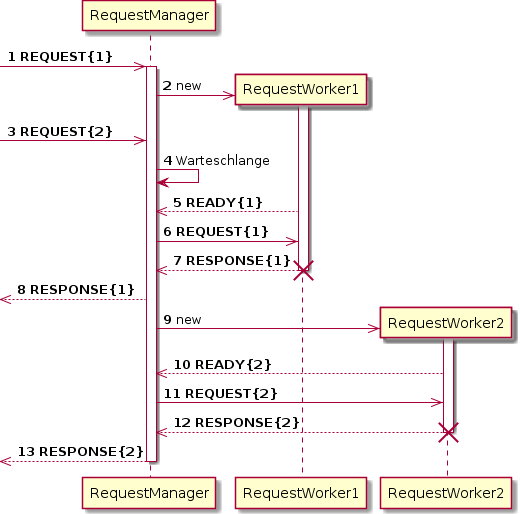 RequestManager
1 REQUEST{1}
2 new
RequestWorker1
3 REQUEST{2}
4 Warteschlange
5 READY{1}
6 REQUEST{1}
7 RESPONSE{1}
8 RESPONSE{1}
9 new
RequestWorker2
10 READY{2}
11 REQUEST{2}
12 RESPONSE{2}
13 RESPONSE{2}
RequestManager
RequestWorker1
RequestWorker2